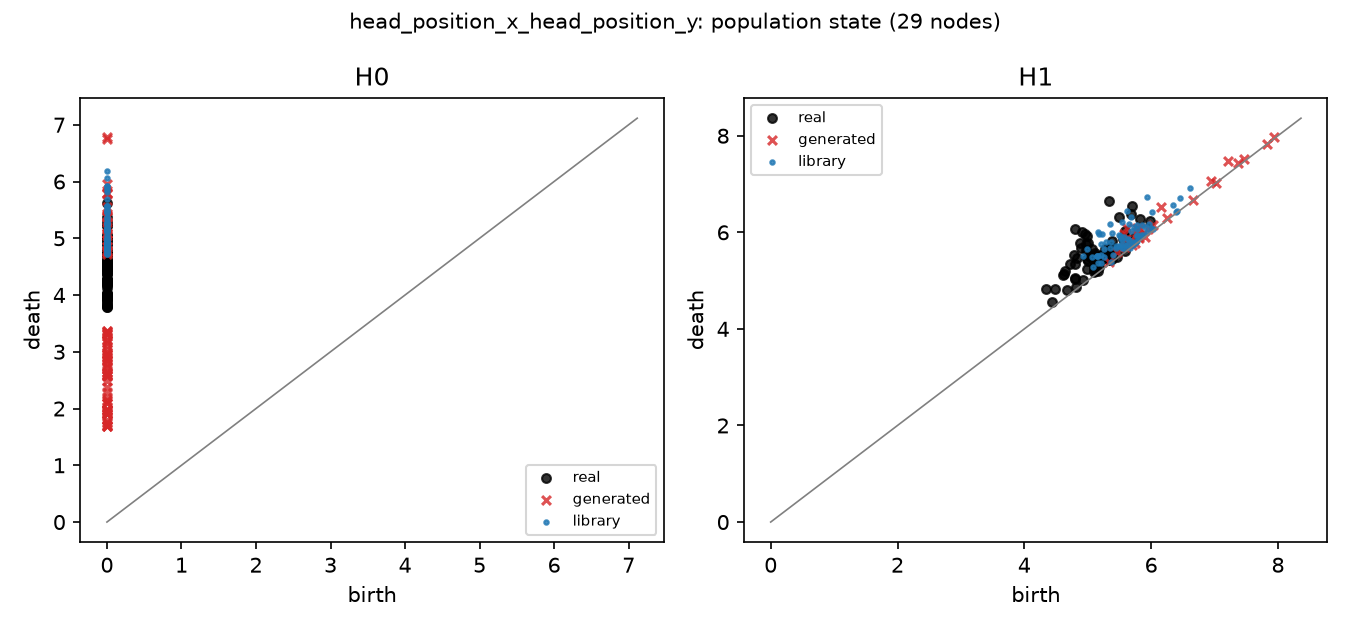 head_position_x_head_position_y: population state (29 nodes)
H0
H1
7
6
5
4
3
2
1
0
death
0 1 2 3 4 5 6 7
birth
real
generated
library
8
6
4
2
0
death
0 2 4 6 8
birth
real
generated
library